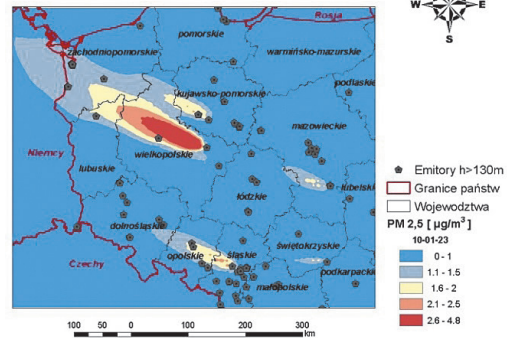 Rosja
W E
S
pomorskie
zachodniopomorskie
warmińsko-mazurskie
podlaskie
kujawsko-pomorskie
mazowieckie
Niemcy
wielkopolskie
lubuskie
lubelskie
łódzkie
dolnośląskie
świętokrzyskie
opolskie
śląskie
Czechy
podkarpackie
małopolskie
Emitory h>130m
Granice państw
Wojewodztwa
PM 2,5 [ µg/m³ ]
10-01-23
0 - 1
1.1 - 1.5
1.6 - 2
2.1 - 2.5
2.6 - 4.8
100 50 0 100 200 300
km